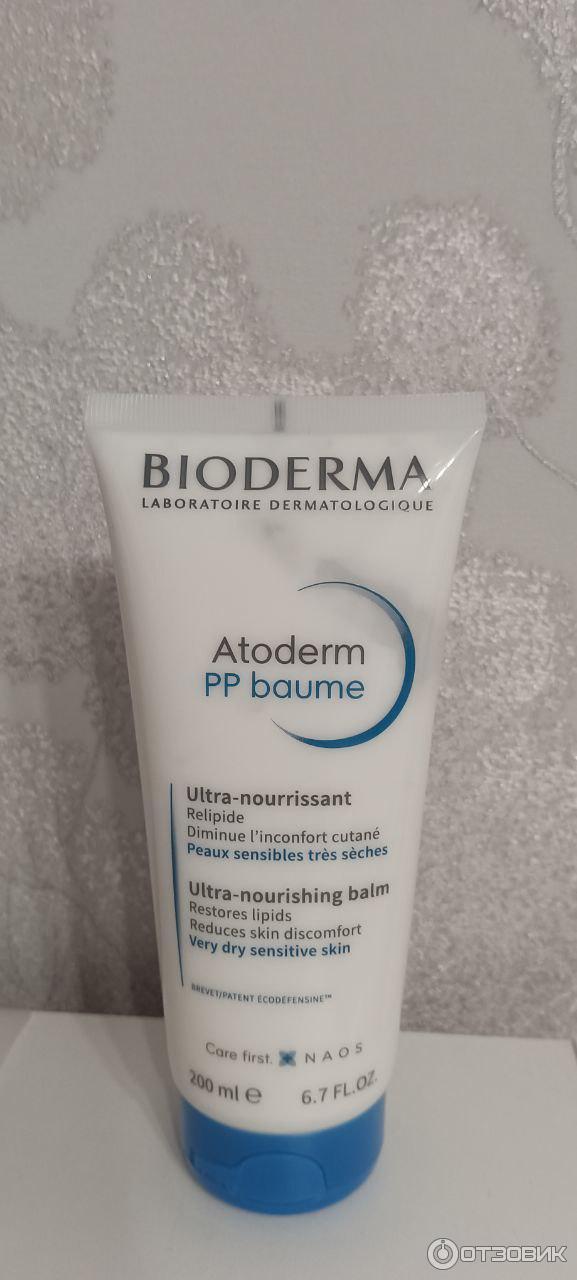 BIODERMA
LABORATOIRE DERMATOLOGIQUE
Atoderm
PP baume
Ultra-nourrissant
Relipide
Diminue l'inconfort cutané
Peaux sensibles très sèches
Ultra-nourishing balm
Restores lipids
Reduces skin discomfort
Very dry sensitive skin
BREVET/PATENT ÉCODÉFENSINE™
Care first. NAOS
200 ml e 6.7 FL.OZ.
ОТЗОВИК